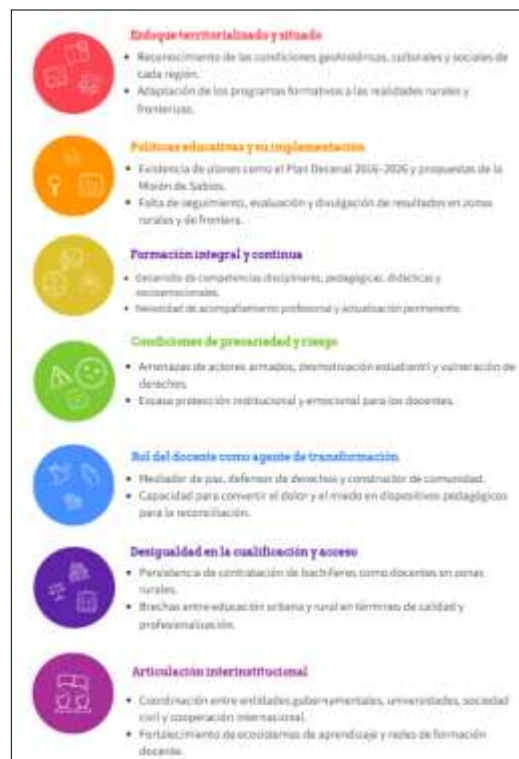 Enfoque territorializado y situado
• Reconocimiento de las condiciones geohistóricas, culturales y sociales de
cada región.
• Adaptación de los programas formativos a las realidades rurales y
fronterizas.
Políticas educativas y su implementación
• Existencia de planes como el Plan Decenal 2016-2026 y propuestas de la
Misión de Sabios.
• Falta de seguimiento, evaluación y divulgación de resultados en zonas
rurales y de frontera.
Formación integral y continua
• Desarrollo de competencias disciplinares, pedagógicas, didácticas y
socioemocionales.
• Necesidad de acompañamiento profesional y actualización permanente.
Condiciones de precariedad y riesgo
• Amenazas de actores armados, desmotivación estudiantil y vulneración de
derechos.
• Escasa protección institucional y emocional para los docentes.
Rol del docente como agente de transformación
• Mediador de paz, defensor de derechos y constructor de comunidad.
• Capacidad para convertir el dolor y el miedo en dispositivos pedagógicos
para la reconciliación.
Desigualdad en la cualificación y acceso
• Persistencia de contratación de bachilleres como docentes en zonas
rurales.
• Brechas entre educación urbana y rural en términos de calidad y
profesionalización.
Articulación interinstitucional
• Coordinación entre entidades gubernamentales, universidades, sociedad
civil y cooperación internacional.
• Fortalecimiento de ecosistemas de aprendizaje y redes de formación
docente.